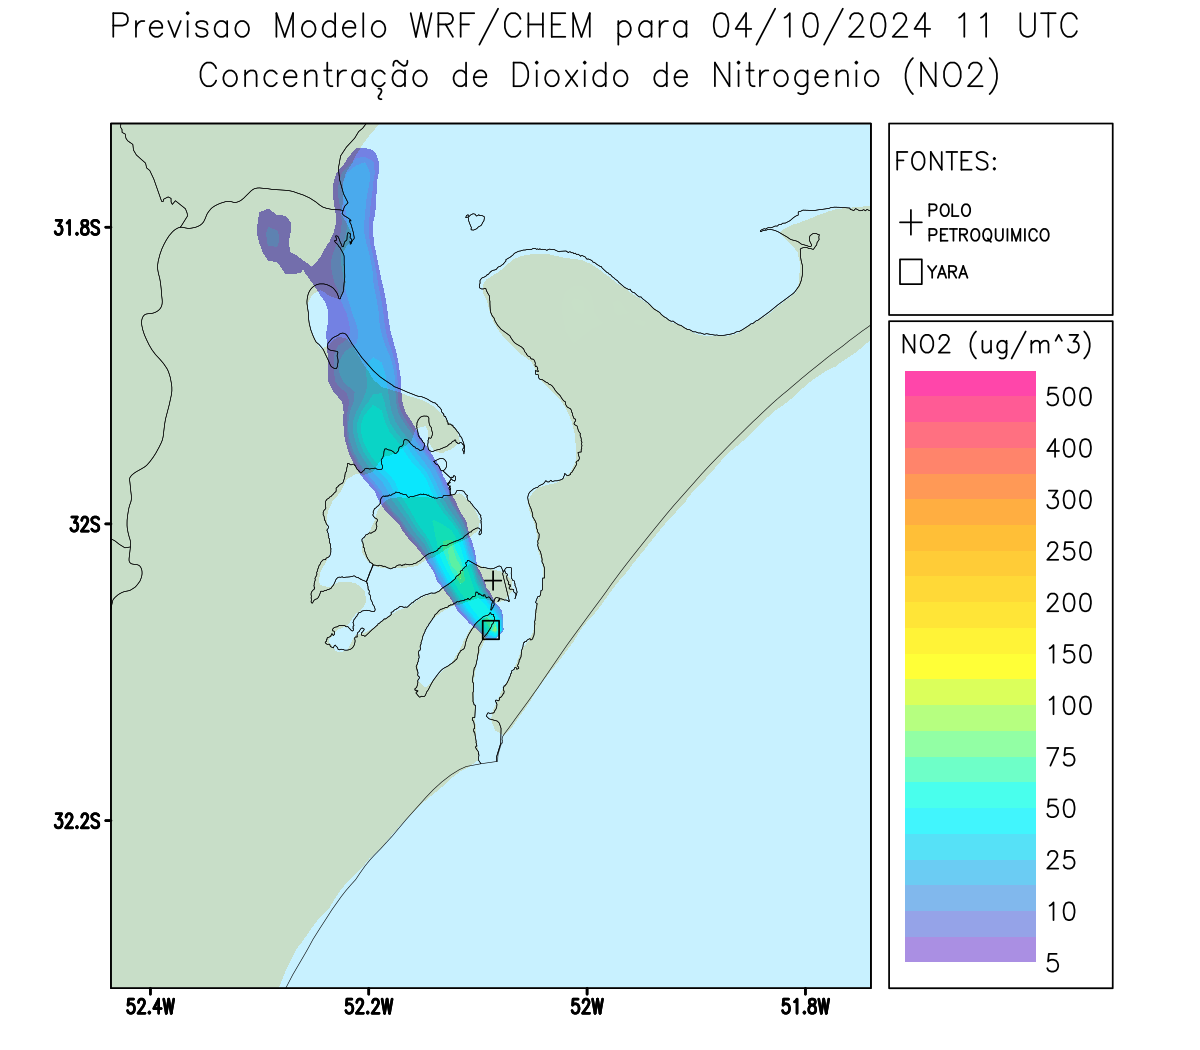 Previsao Modelo WRF/CHEM para 04/10/2024 11 UTC
Concentração de Dioxido de Nitrogenio (NO2)
FONTES:
POLO
PETROQUIMICO
YARA
NO2 (ug/m^3)
500
400
300
250
200
150
100
75
50
25
10
5
31.8S
32S
32.2S
52.4W
52.2W
52W
51.8W